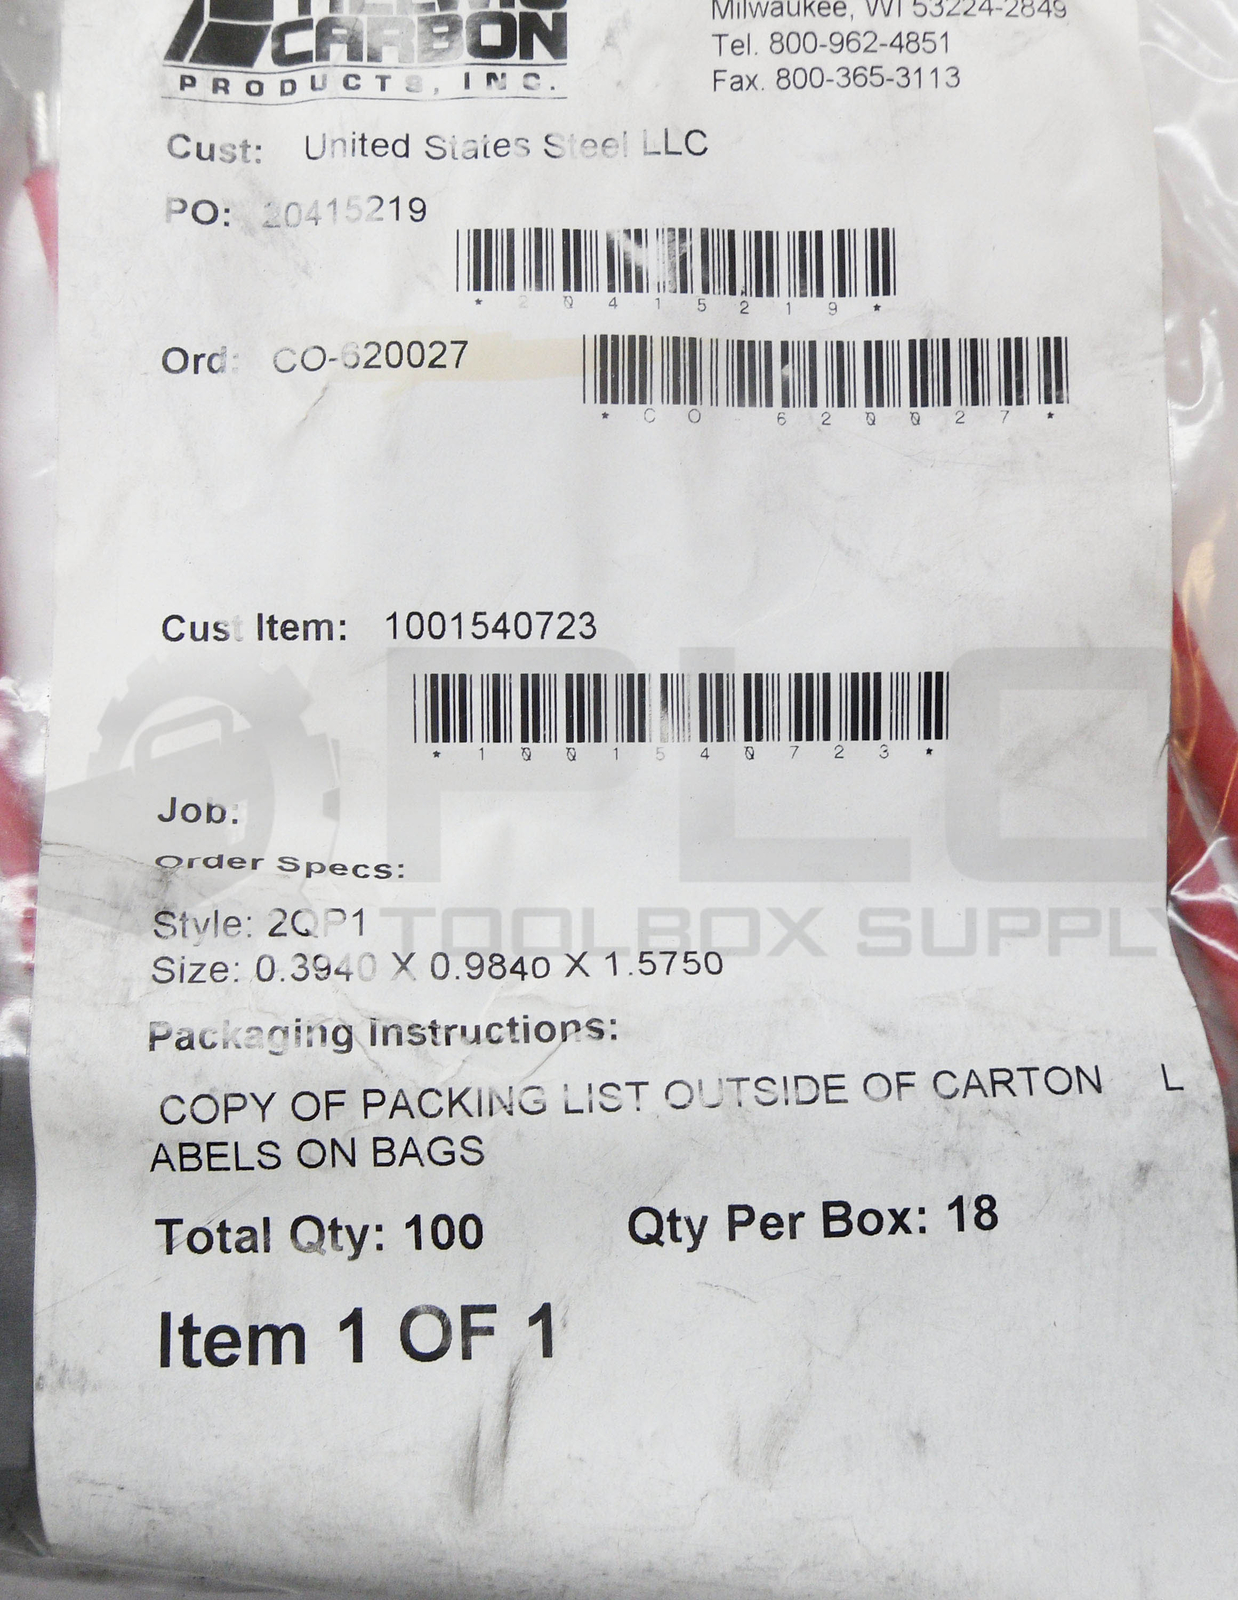 CARBON
PRODUCTS, INC.
Milwaukee, WI 53224-2849
Tel. 800-962-4851
Fax. 800-365-3113
Cust: United States Steel LLC
PO: 20415219
*20415219*
Ord: CO-620027
*CO-620027*
Cust Item: 1001540723
*1001540723*
Job:
Order Specs:
Style: 2QP1
Size: 0.3940 X 0.9840 X 1.5750
Packaging Instructions:
COPY OF PACKING LIST OUTSIDE OF CARTON L
ABELS ON BAGS
Total Qty: 100 Qty Per Box: 18
Item 1 OF 1
PLC
TOOLBOX SUPPLY